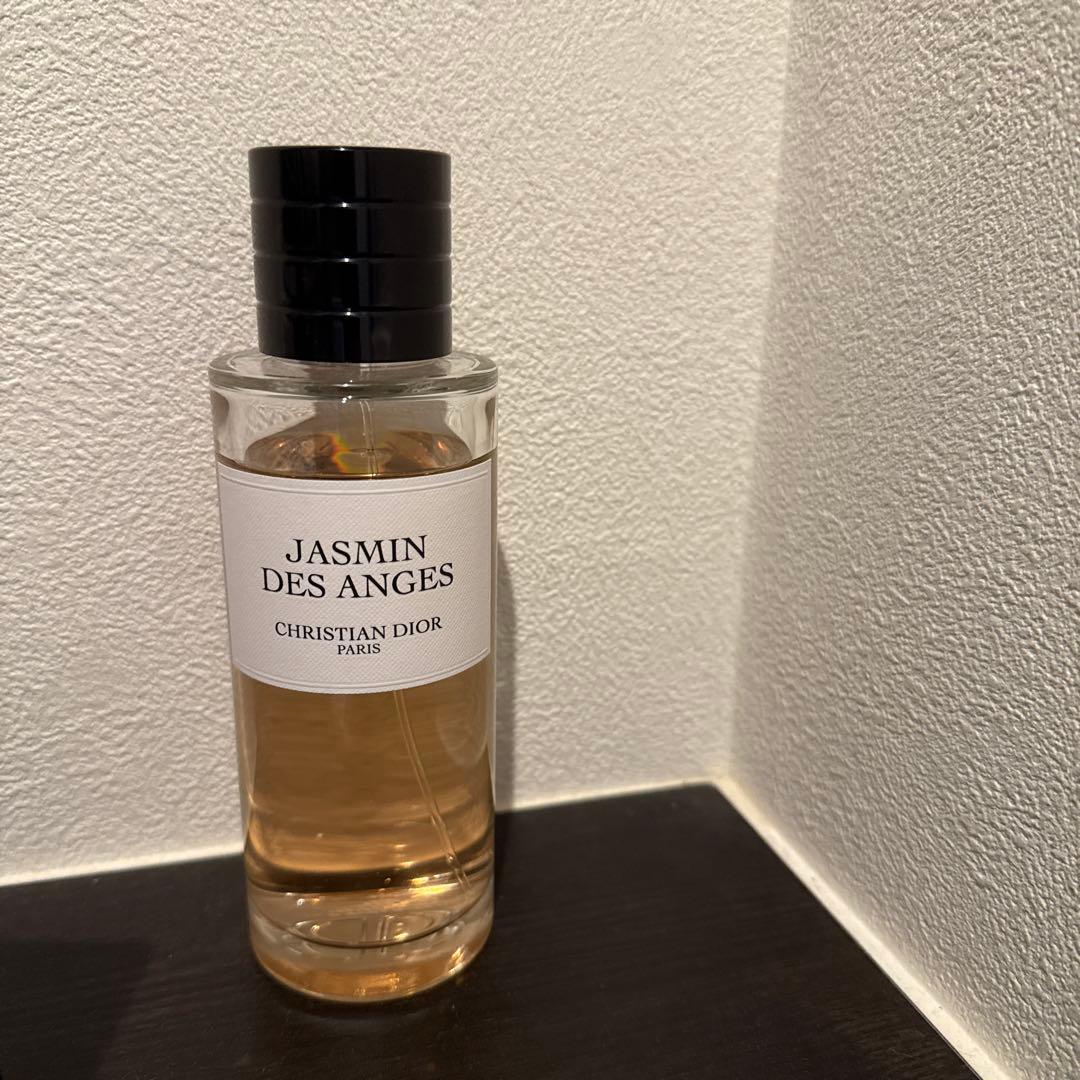 JASMIN
DES ANGES
CHRISTIAN DIOR
PARIS